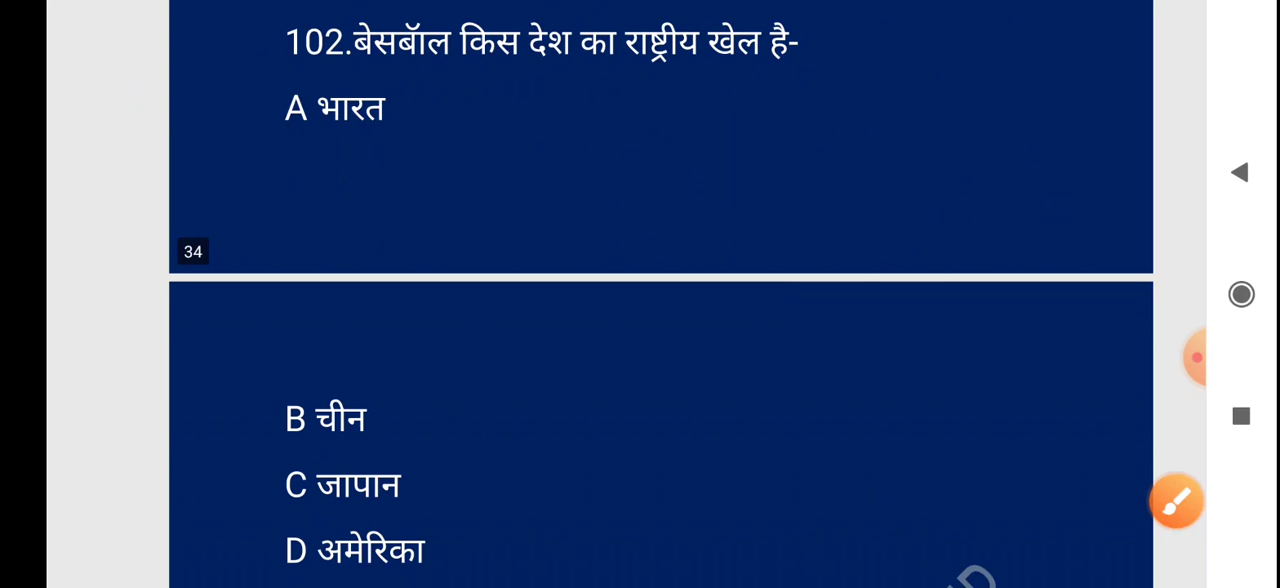 102.बेसबॉल किस देश का राष्ट्रीय खेल है-
A भारत
34
B चीन
C जापान
D अमेरिका